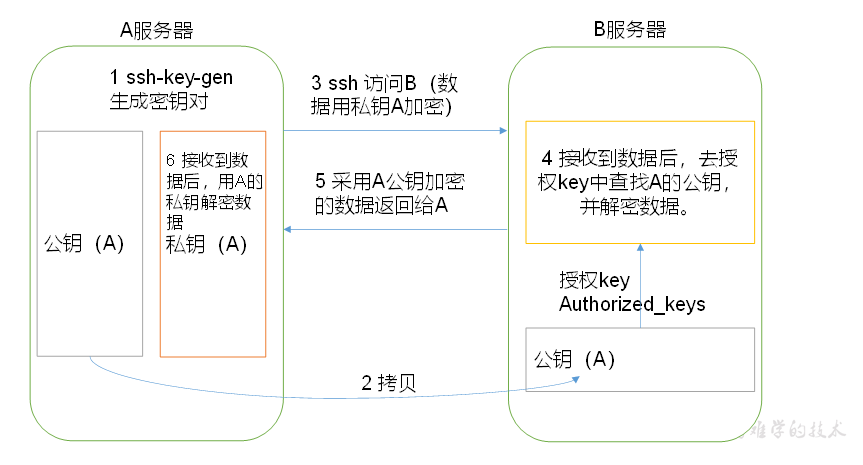 A服务器
B服务器
1 ssh-key-gen
生成密钥对
3 ssh 访问B（数
据用私钥A加密）
6 接收到数
据后，用A的
私钥解密数
据
公钥（A）
私钥（A）
5 采用A公钥加密
的数据返回给A
4 接收到数据后，去授
权key中查找A的公钥，
并解密数据。
授权key
Authorized_keys
公钥（A）
2 拷贝
难学的技术